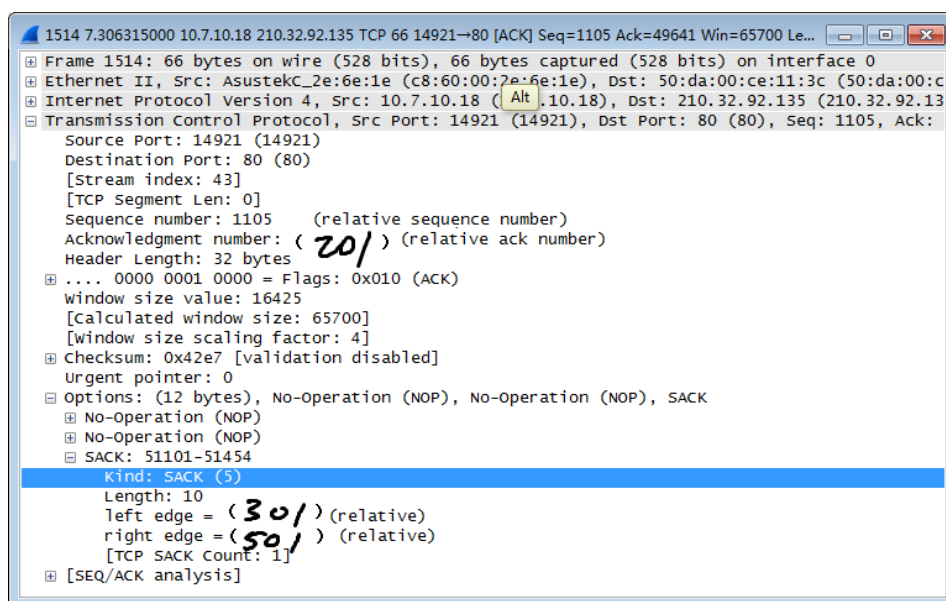 1514 7.306315000 10.7.10.18 210.32.92.135 TCP 66 14921→80 [ACK] Seq=1105 Ack=49641 Win=65700 Le...
Frame 1514: 66 bytes on wire (528 bits), 66 bytes captured (528 bits) on interface 0
Ethernet II, Src: AsustekC_2e:6e:1e (c8:60:00:2e:6e:1e), Dst: 50:da:00:ce:11:3c (50:da:00:c
Internet Protocol Version 4, Src: 10.7.10.18 ( .10.18), Dst: 210.32.92.135 (210.32.92.13
Alt
Transmission Control Protocol, Src Port: 14921 (14921), Dst Port: 80 (80), Seq: 1105, Ack:
Source Port: 14921 (14921)
Destination Port: 80 (80)
[Stream index: 43]
[TCP Segment Len: 0]
Sequence number: 1105 (relative sequence number)
Acknowledgment number: ( 201 ) (relative ack number)
Header Length: 32 bytes
.... 0000 0001 0000 = Flags: 0x010 (ACK)
Window size value: 16425
[Calculated window size: 65700]
[Window size scaling factor: 4]
Checksum: 0x42e7 [validation disabled]
Urgent pointer: 0
Options: (12 bytes), No-Operation (NOP), No-Operation (NOP), SACK
No-Operation (NOP)
No-Operation (NOP)
SACK: 51101-51454
Kind: SACK (5)
Length: 10
left edge = ( 301 ) (relative)
right edge = ( 501 ) (relative)
[TCP SACK Count: 1]
[SEQ/ACK analysis]